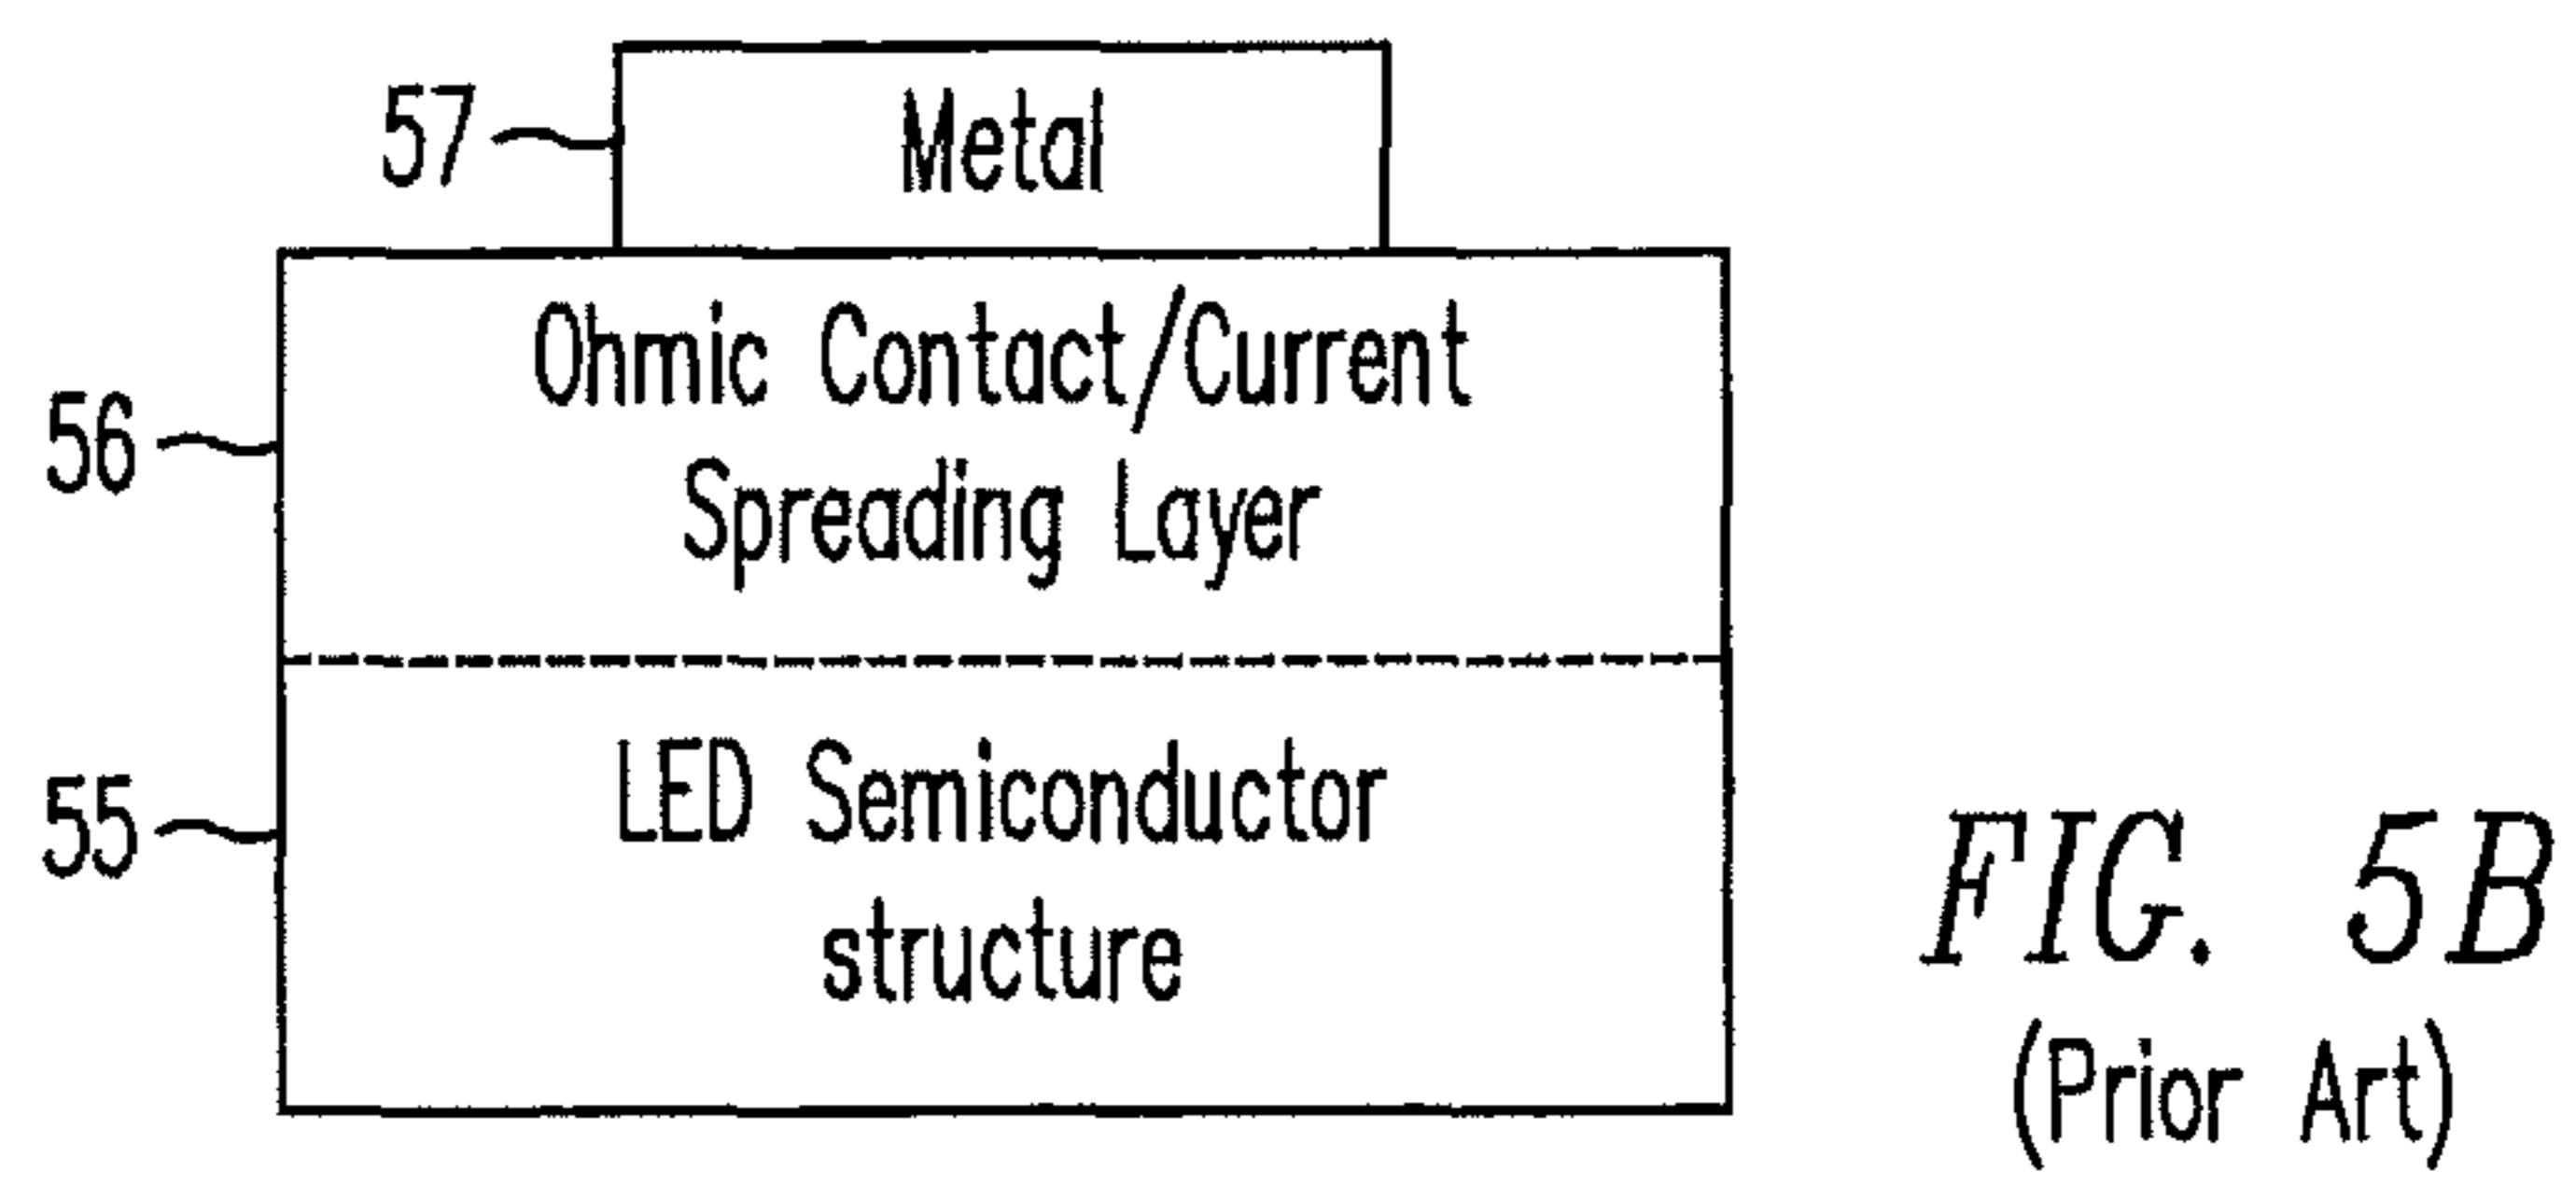 57 Metal
56 Ohmic Contact/Current
Spreading Layer
55 LED Semiconductor
structure
FIG. 5B
(Prior Art)